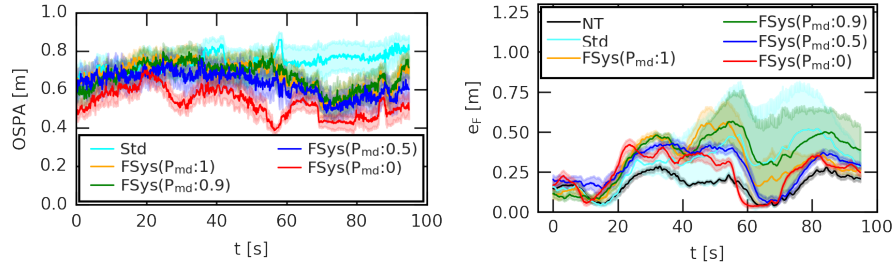 OSPA [m]
1.0
0.8
0.6
0.4
0.2
0.0
Std
FSys(Pmd:1)
FSys(Pmd:0.9)
FSys(Pmd:0.5)
FSys(Pmd:0)
0 20 40 60 80 100
t [s]
eF [m]
1.25
1.00
0.75
0.50
0.25
0.00
NT
Std
FSys(Pmd:1)
FSys(Pmd:0.9)
FSys(Pmd:0.5)
FSys(Pmd:0)
0 20 40 60 80 100
t [s]